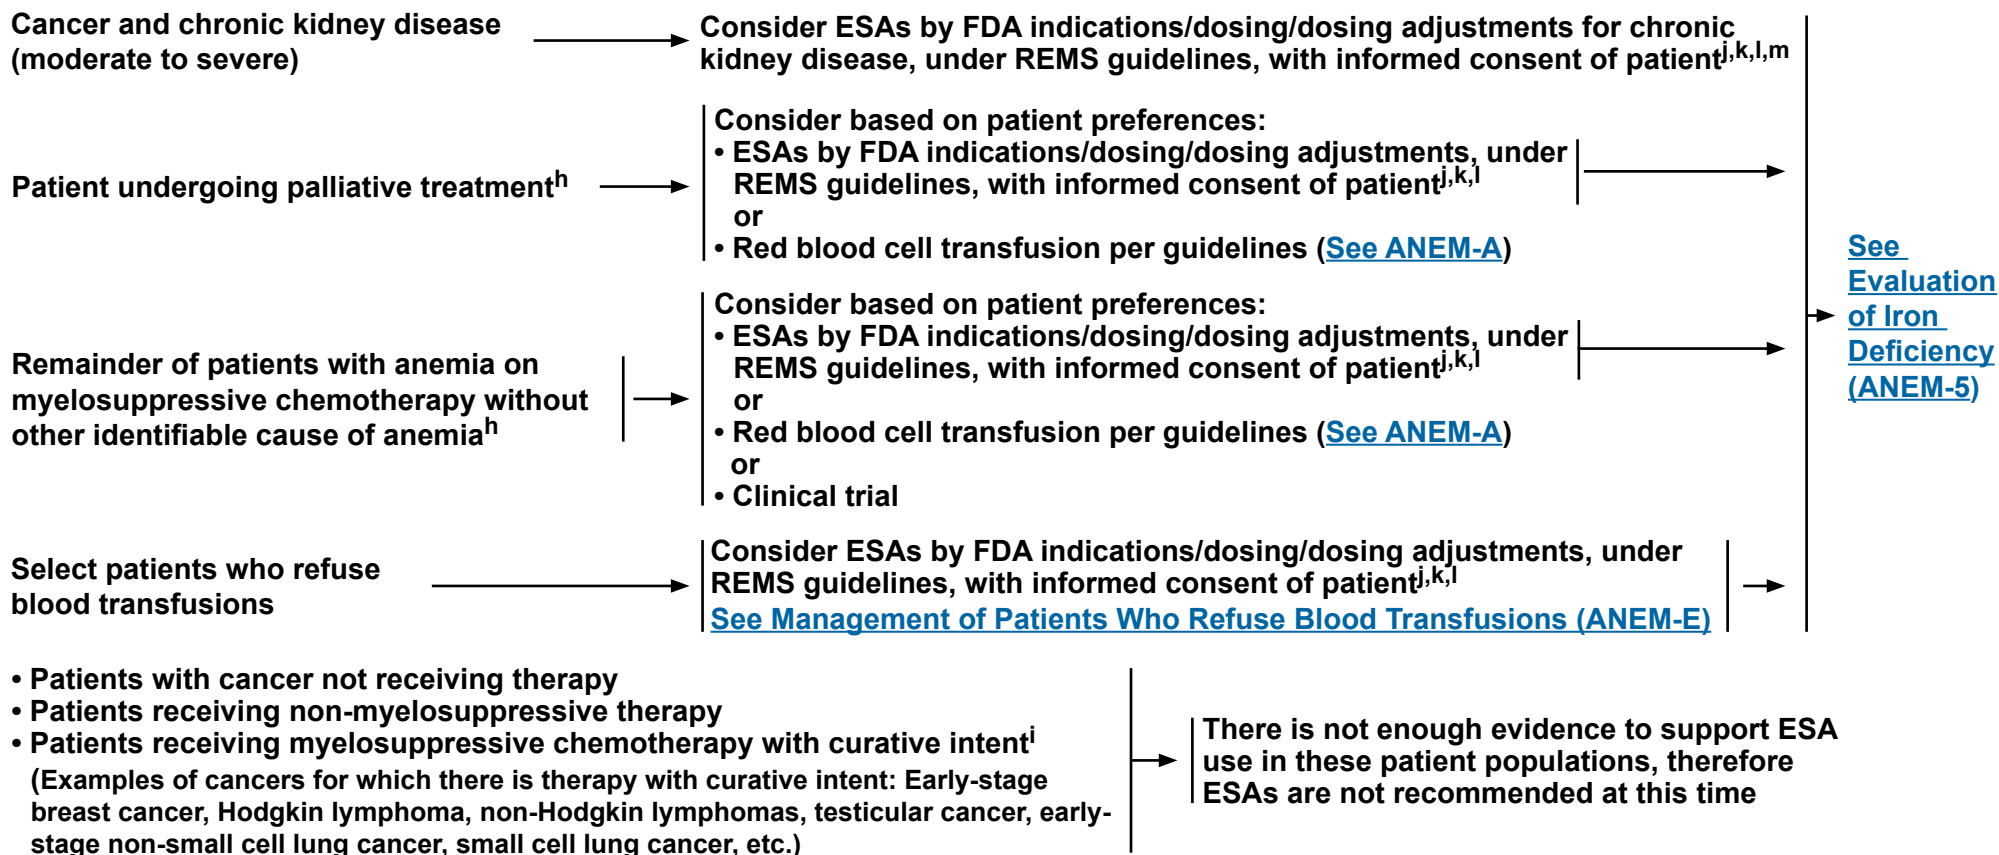 Cancer and chronic kidney disease
(moderate to severe)
Consider ESAs by FDA indications/dosing/dosing adjustments for chronic
kidney disease, under REMS guidelines, with informed consent of patientj,k,l,m
Patient undergoing palliative treatmenth
Consider based on patient preferences:
• ESAs by FDA indications/dosing/dosing adjustments, under
REMS guidelines, with informed consent of patientj,k,l
or
• Red blood cell transfusion per guidelines (See ANEM-A)
Remainder of patients with anemia on
myelosuppressive chemotherapy without
other identifiable cause of anemiah
Consider based on patient preferences:
• ESAs by FDA indications/dosing/dosing adjustments, under
REMS guidelines, with informed consent of patientj,k,l
or
• Red blood cell transfusion per guidelines (See ANEM-A)
or
• Clinical trial
Select patients who refuse
blood transfusions
Consider ESAs by FDA indications/dosing/dosing adjustments, under
REMS guidelines, with informed consent of patientj,k,l
See Management of Patients Who Refuse Blood Transfusions (ANEM-E)
See
Evaluation
of Iron
Deficiency
(ANEM-5)
• Patients with cancer not receiving therapy
• Patients receiving non-myelosuppressive therapy
• Patients receiving myelosuppressive chemotherapy with curative intenti
(Examples of cancers for which there is therapy with curative intent: Early-stage
breast cancer, Hodgkin lymphoma, non-Hodgkin lymphomas, testicular cancer, early-
stage non-small cell lung cancer, small cell lung cancer, etc.)
There is not enough evidence to support ESA
use in these patient populations, therefore
ESAs are not recommended at this time